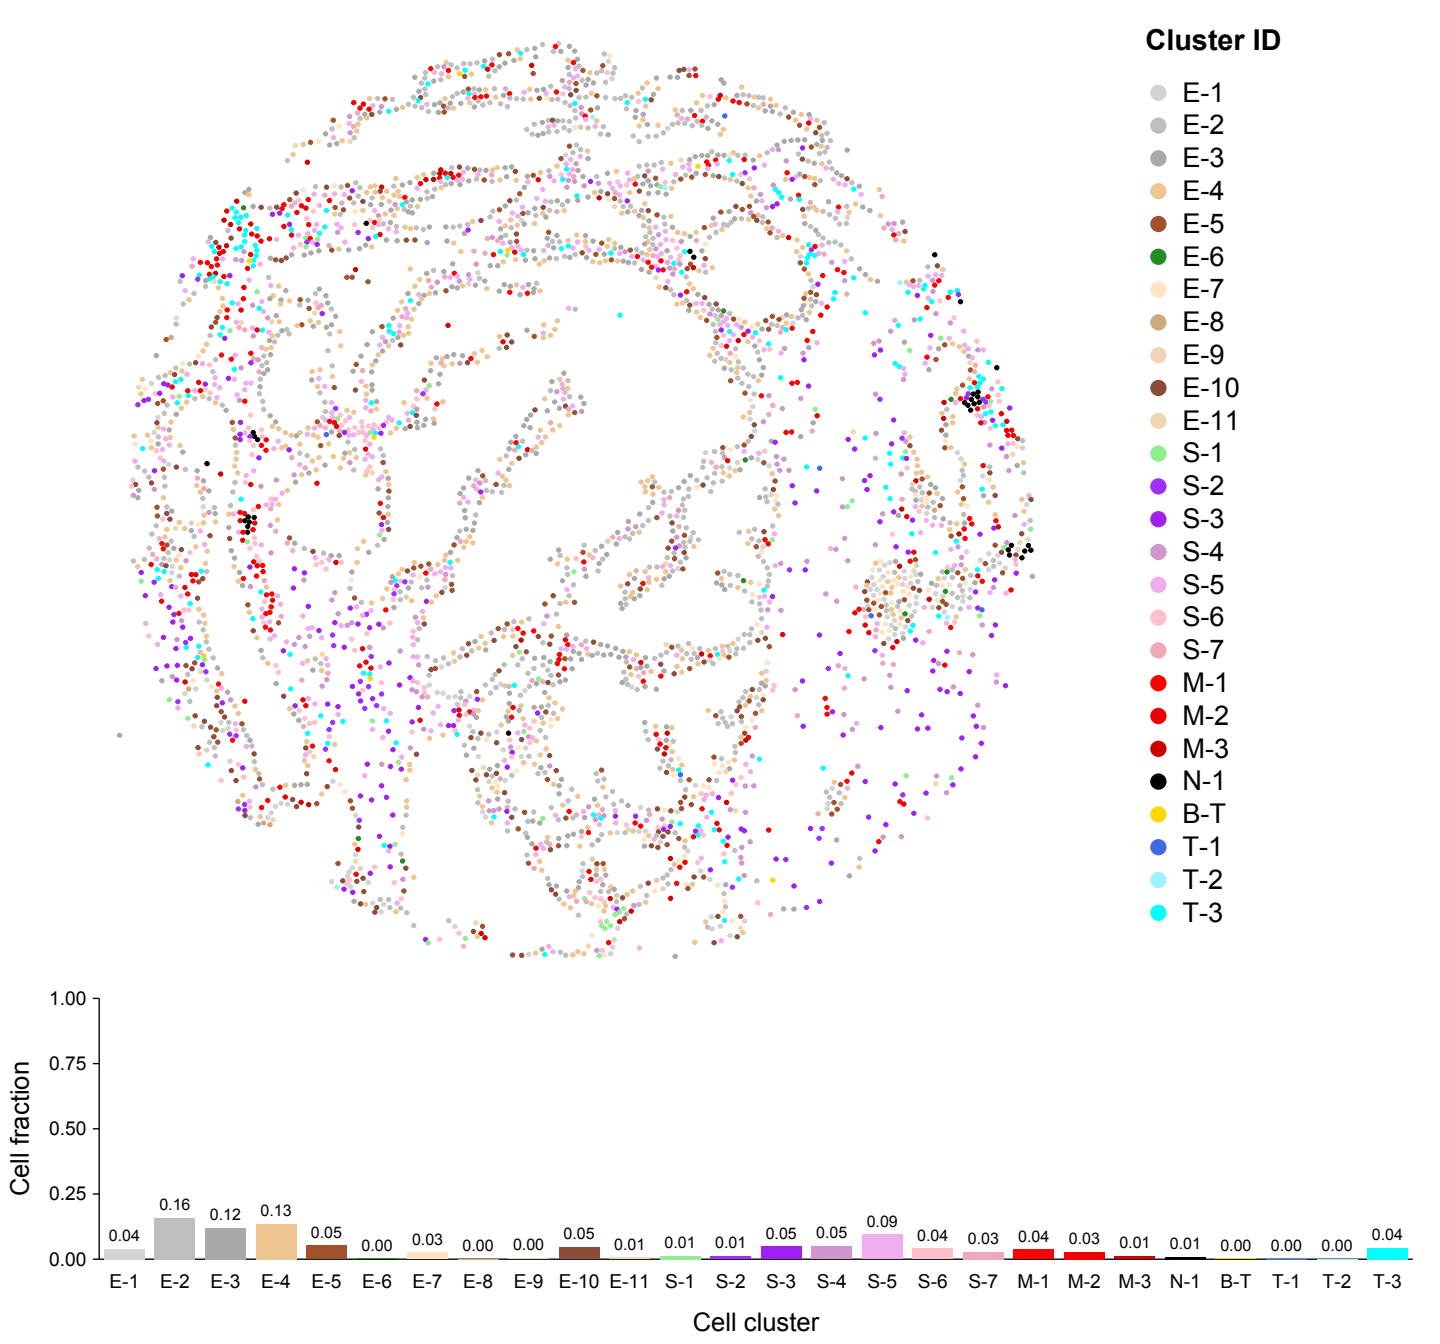 Cluster ID
E-1
E-2
E-3
E-4
E-5
E-6
E-7
E-8
E-9
E-10
E-11
S-1
S-2
S-3
S-4
S-5
S-6
S-7
M-1
M-2
M-3
N-1
B-T
T-1
T-2
T-3
1.00
0.75
0.50
0.25
0.00
Cell fraction
0.04 0.16 0.12 0.13 0.05 0.00 0.03 0.00 0.00 0.05 0.01 0.01 0.01 0.05 0.05 0.09 0.04 0.03 0.04 0.03 0.01 0.01 0.00 0.00 0.00 0.04
E-1 E-2 E-3 E-4 E-5 E-6 E-7 E-8 E-9 E-10 E-11 S-1 S-2 S-3 S-4 S-5 S-6 S-7 M-1 M-2 M-3 N-1 B-T T-1 T-2 T-3
Cell cluster